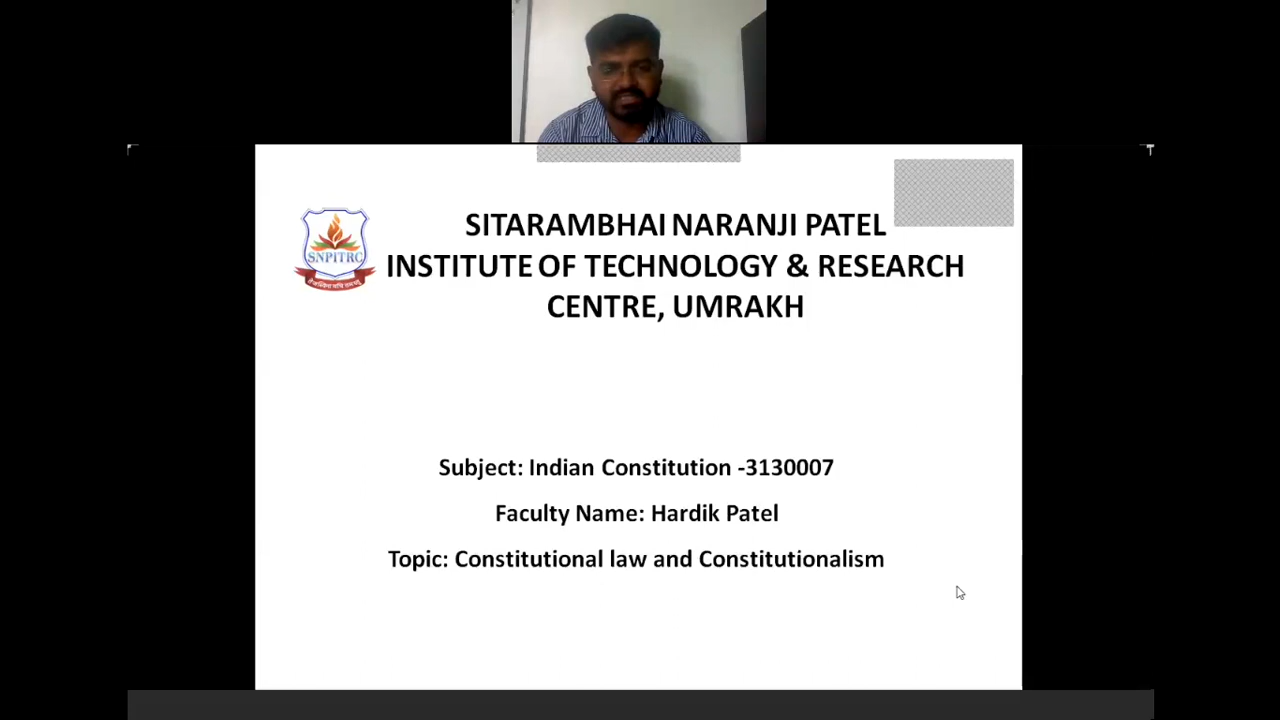 SITARAMBHAI NARANJI PATEL
SNPITRC
INSTITUTE OF TECHNOLOGY & RESEARCH
CENTRE, UMRAKH
Subject: Indian Constitution -3130007
Faculty Name: Hardik Patel
Topic: Constitutional law and Constitutionalism